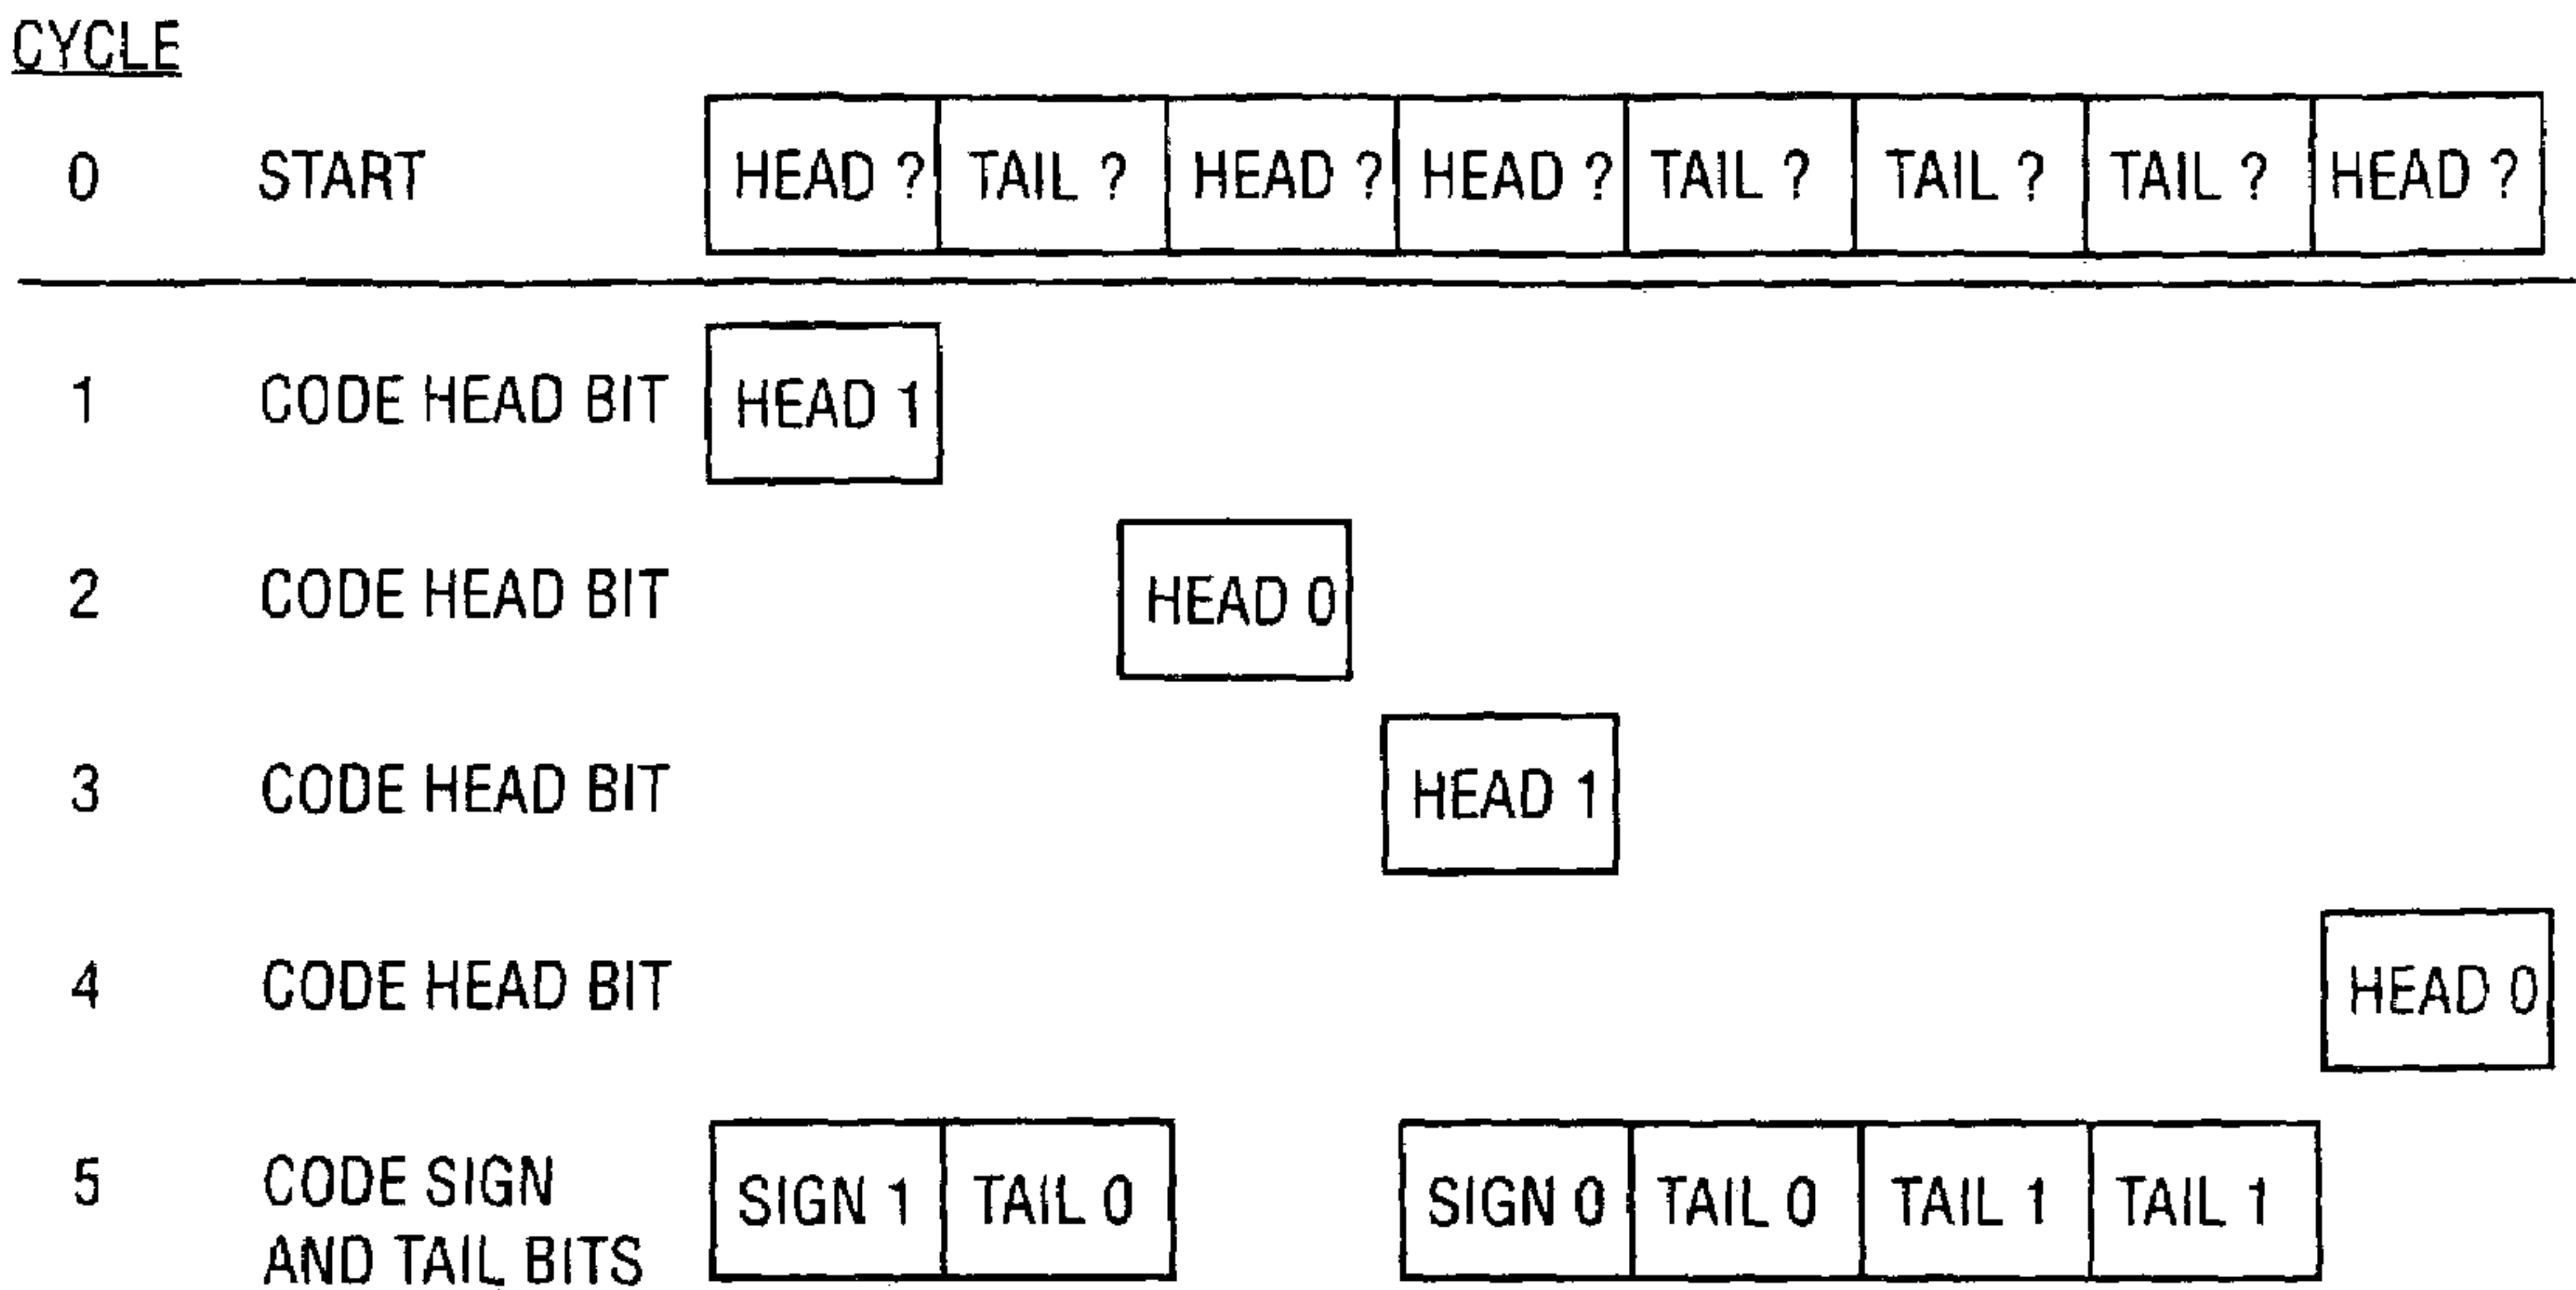 CYCLE
0 START HEAD ? TAIL ? HEAD ? HEAD ? TAIL ? TAIL ? TAIL ? HEAD ?
1 CODE HEAD BIT HEAD 1
2 CODE HEAD BIT HEAD 0
3 CODE HEAD BIT HEAD 1
4 CODE HEAD BIT HEAD 0
5 CODE SIGN SIGN 1 TAIL 0 SIGN 0 TAIL 0 TAIL 1 TAIL 1
AND TAIL BITS